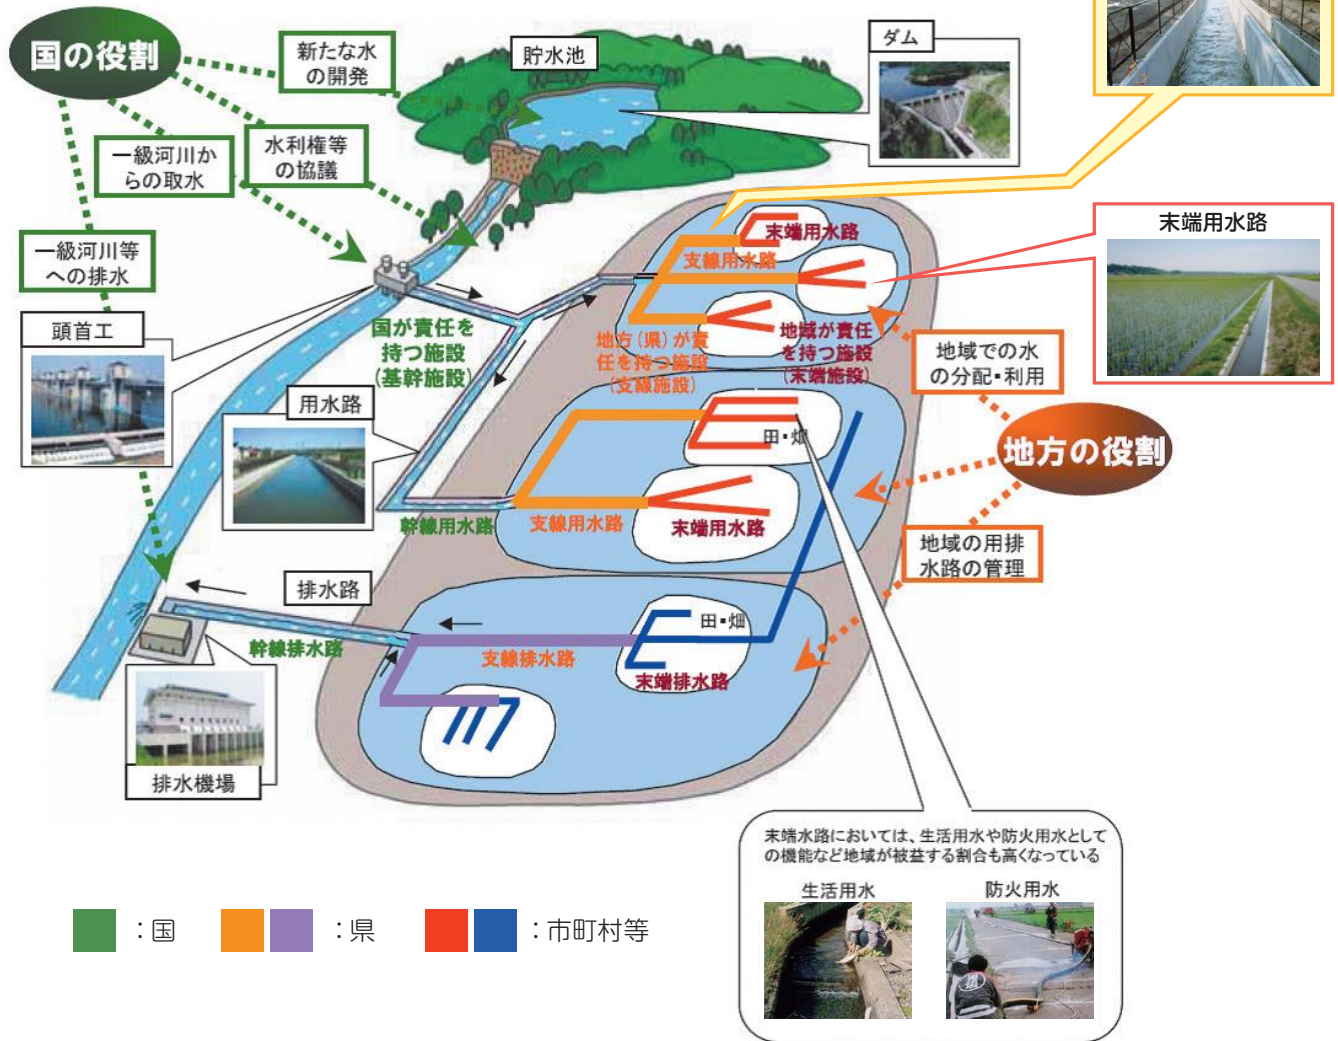 国の役割
新たな水
の開発
貯水池
ダム
一級河川か
らの取水
水利権等
の協議
一級河川等
への排水
頭首工
末端用水路
支線用水路
末端用水路
国が責任を
持つ施設
(基幹施設)
地方(県)が責
任を持つ施設
(支線施設)
地域が責任
を持つ施設
(末端施設)
地域での水
の分配・利用
用水路
田・畑
地方の役割
幹線用水路
支線用水路
末端用水路
地域の用排
水路の管理
排水路
田・畑
幹線排水路
支線排水路
末端排水路
排水機場
末端水路においては、生活用水や防火用水として
の機能など地域が被益する割合も高くなっている
生活用水
防火用水
：国
：県
：市町村等